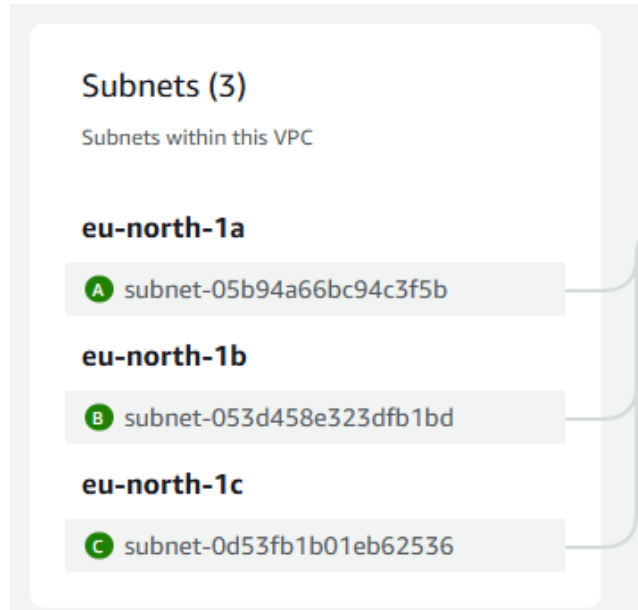 Subnets (3)
Subnets within this VPC
eu-north-1a
A subnet-05b94a66bc94c3f5b
eu-north-1b
B subnet-053d458e323dfb1bd
eu-north-1c
C subnet-0d53fb1b01eb62536